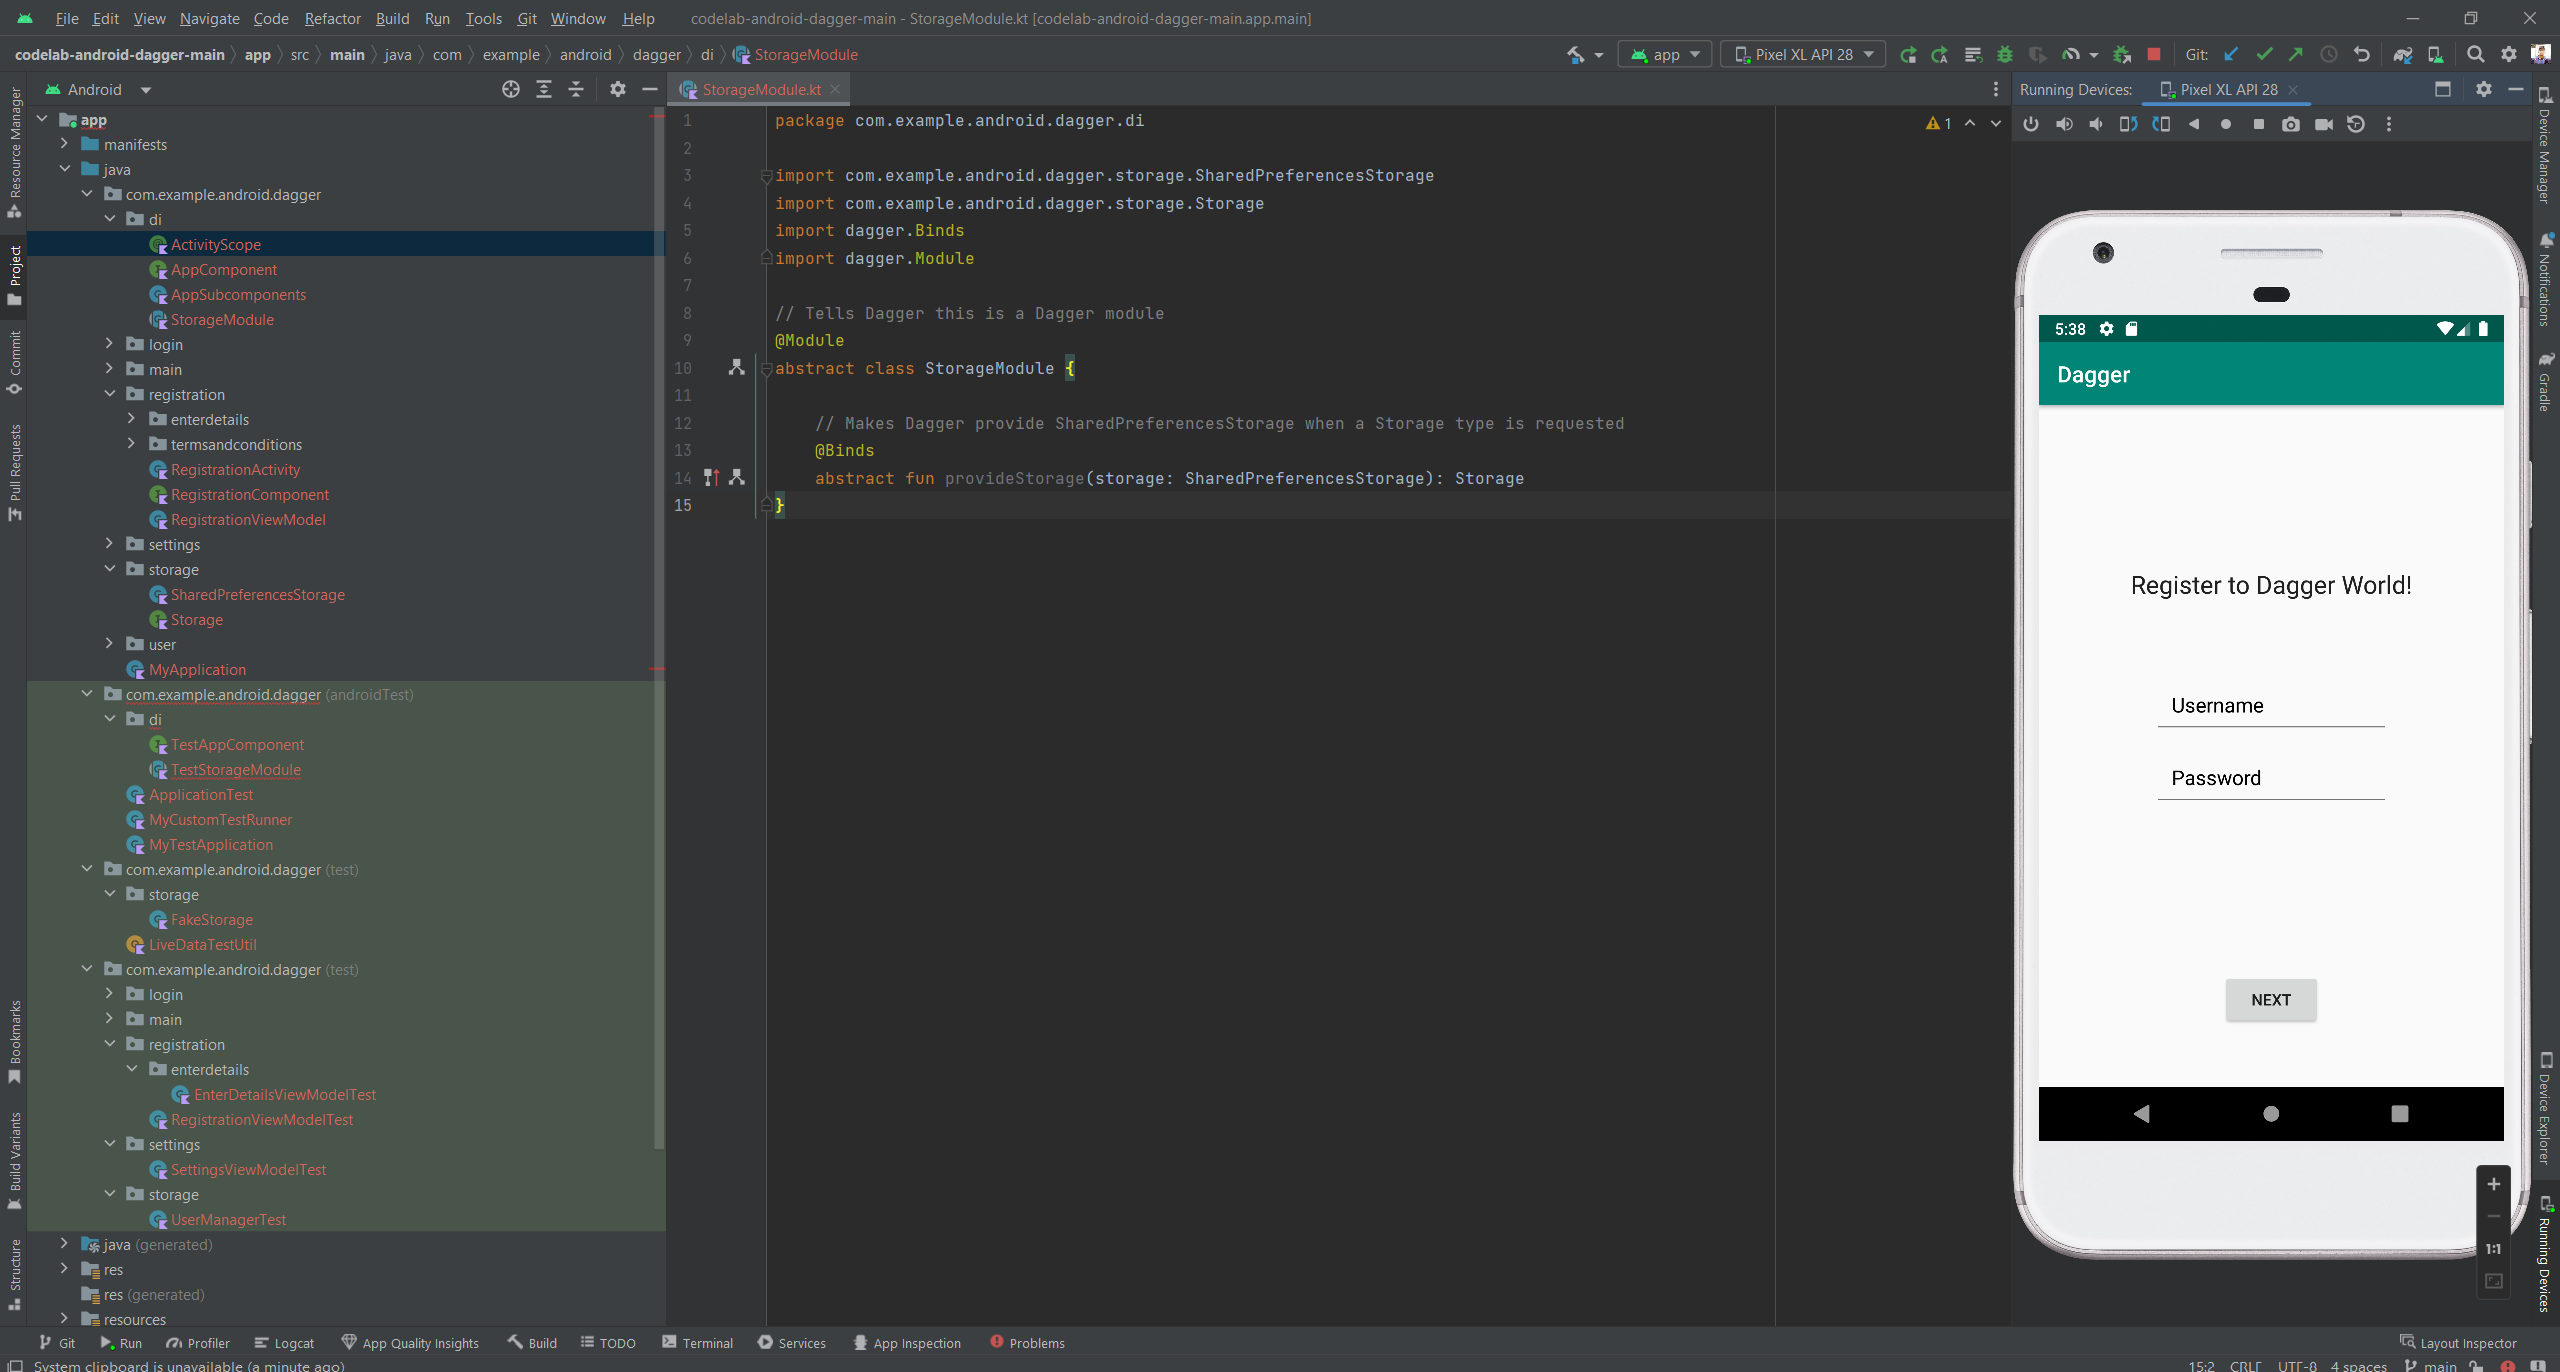 File Edit View Navigate Code Refactor Build Run Tools Git Window Help codelab-android-dagger-main - StorageModule.kt [codelab-android-dagger-main.app.main]
codelab-android-dagger-main app src main java com example android dagger di StorageModule app Pixel XL API 28 Git:
Android
StorageModule.kt
Running Devices: Pixel XL API 28
Resource Manager
Project
Commit
Pull Requests
Bookmarks
Build Variants
Structure
app
manifests
java
com.example.android.dagger
di
ActivityScope
AppComponent
AppSubcomponents
StorageModule
login
main
registration
enterdetails
termsandconditions
RegistrationActivity
RegistrationComponent
RegistrationViewModel
settings
storage
SharedPreferencesStorage
Storage
user
MyApplication
com.example.android.dagger (androidTest)
di
TestAppComponent
TestStorageModule
ApplicationTest
MyCustomTestRunner
MyTestApplication
com.example.android.dagger (test)
storage
FakeStorage
LiveDataTestUtil
com.example.android.dagger (test)
login
main
registration
enterdetails
EnterDetailsViewModelTest
RegistrationViewModelTest
settings
SettingsViewModelTest
storage
UserManagerTest
java (generated)
res
res (generated)
resources
1 package com.example.android.dagger.di
2
3 import com.example.android.dagger.storage.SharedPreferencesStorage
4 import com.example.android.dagger.storage.Storage
5 import dagger.Binds
6 import dagger.Module
7
8 // Tells Dagger this is a Dagger module
9 @Module
10 abstract class StorageModule {
11
12 // Makes Dagger provide SharedPreferencesStorage when a Storage type is requested
13 @Binds
14 abstract fun provideStorage(storage: SharedPreferencesStorage): Storage
15 }
1
5:38
Dagger
Register to Dagger World!
Username
Password
NEXT
1:1
Device Manager
Notifications
Gradle
Device Explorer
Running Devices
Git Run Profiler Logcat App Quality Insights Build TODO Terminal Services App Inspection Problems Layout Inspector
System clipboard is unavailable (a minute ago) 15:2 CRLF UTF-8 4 spaces main